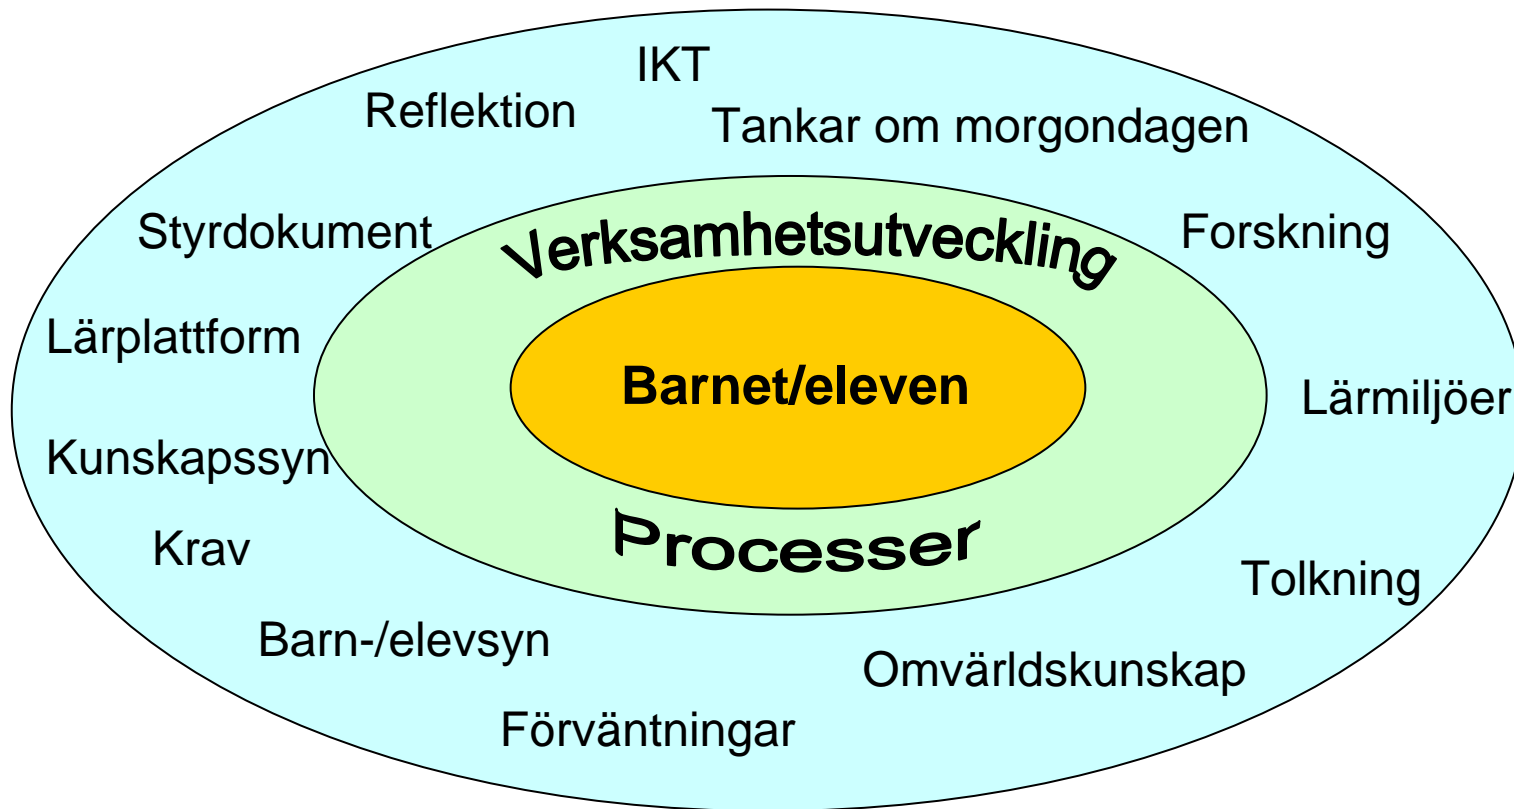 IKT
Reflektion
Tankar om morgondagen
Styrdokument
Verksamhetsutveckling
Forskning
Lärplattform
Barnet/eleven
Lärmiljöer
Kunskapssyn
Processer
Krav
Tolkning
Barn-/elevsyn
Omvärldskunskap
Förväntningar